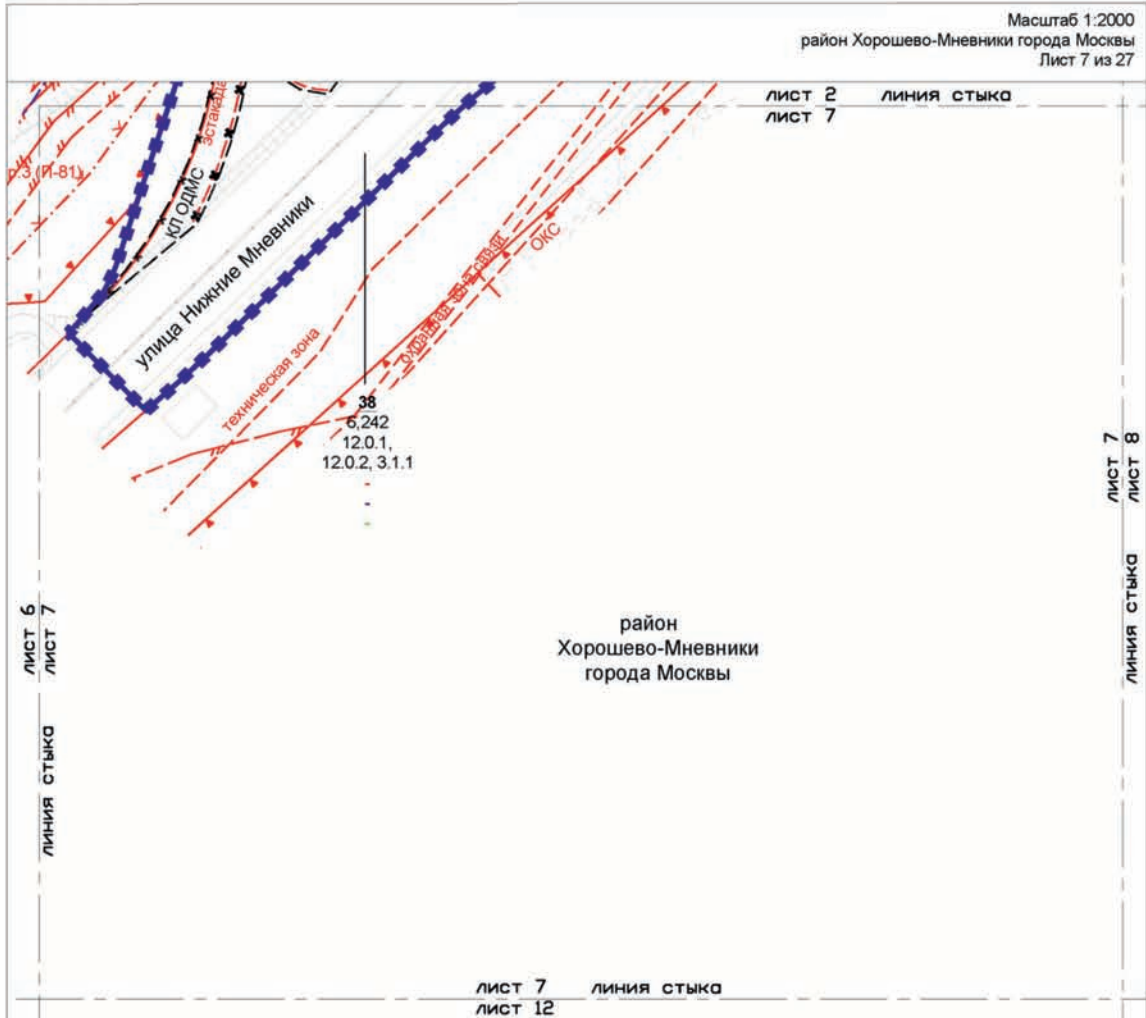 Масштаб 1:2000
район Хорошево-Мневники города Москвы
Лист 7 из 27
лист 2 линия стыка
лист 7
р.3 (П-81)
КЛ ОДМС
эстакада
улица Нижние Мневники
техническая зона
охранная зона связи
ОКС
38
6,242
12.0.1,
12.0.2, 3.1.1
-
-
-
лист 6
лист 7
линия стыка
лист 7
лист 8
линия стыка
район
Хорошево-Мневники
города Москвы
лист 7 линия стыка
лист 12